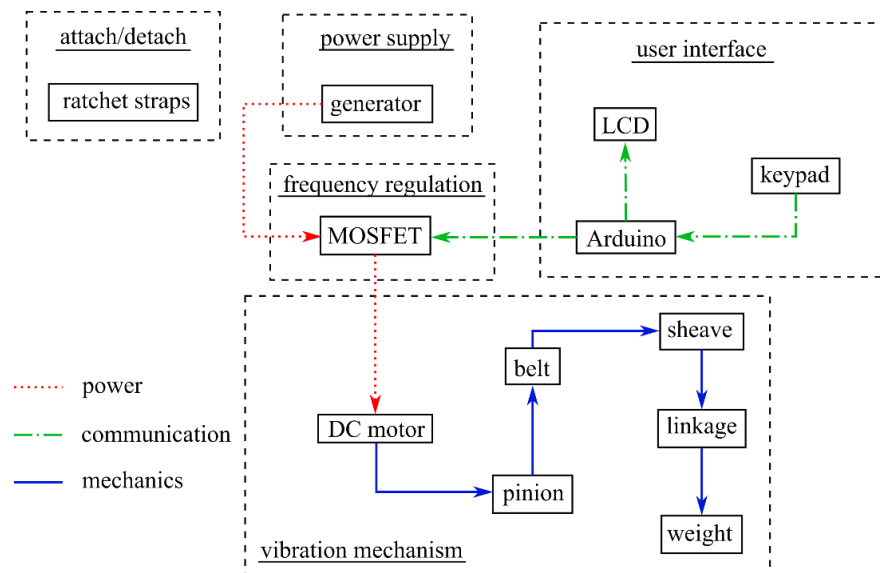 attach/detach
ratchet straps
power supply
generator
user interface
LCD
keypad
Arduino
frequency regulation
MOSFET
sheave
belt
linkage
DC motor
pinion
weight
vibration mechanism
power
communication
mechanics